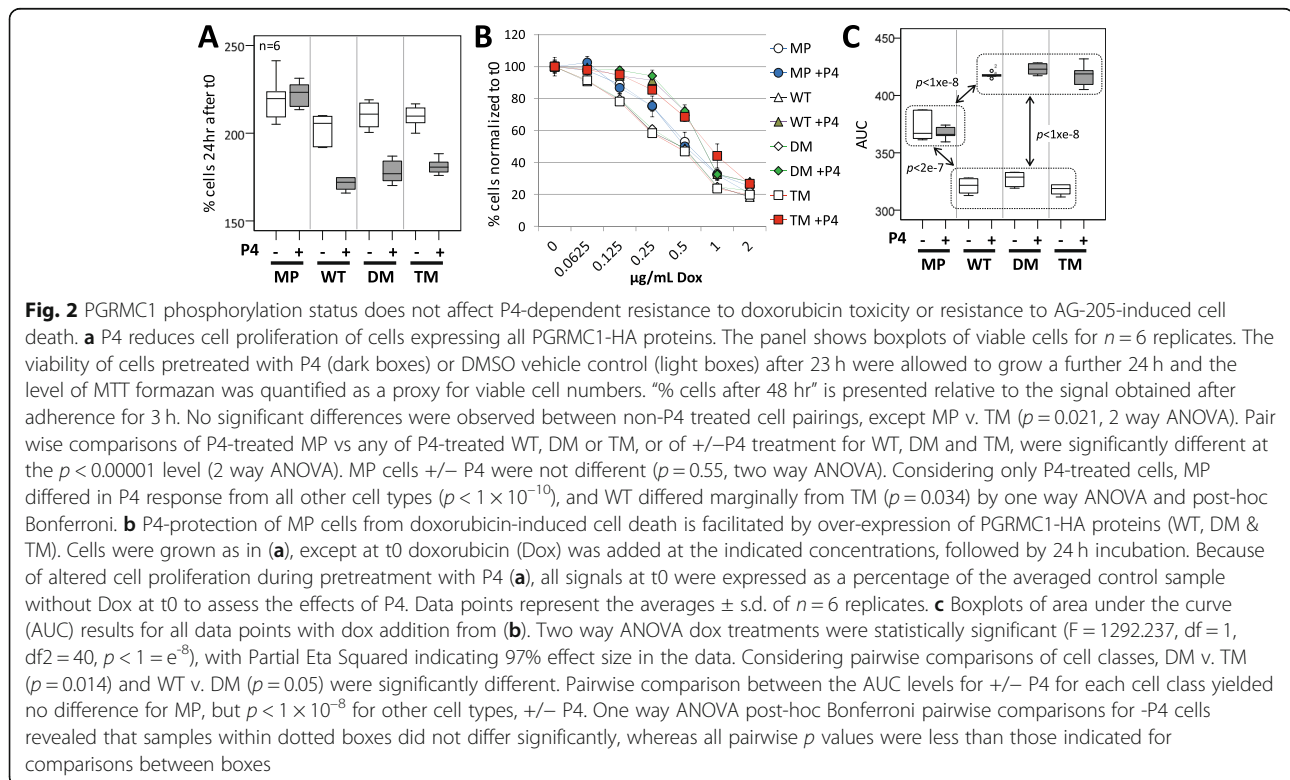 A
250
n=6
200
150
% cells 24hr after t0
P4
- + - + - + - +
MP WT DM TM
B
120
100
80
60
40
20
0
% cells normalized to t0
0 0.0625 0.125 0.25 0.5 1 2
µg/mL Dox
MP
MP +P4
WT
WT +P4
DM
DM +P4
TM
TM +P4
C
450
400
350
300
AUC
p<1xe-8
p<2e-7
p<1xe-8
P4
- + - + - + - +
MP WT DM TM
Fig. 2 PGRMC1 phosphorylation status does not affect P4-dependent resistance to doxorubicin toxicity or resistance to AG-205-induced cell
death. a P4 reduces cell proliferation of cells expressing all PGRMC1-HA proteins. The panel shows boxplots of viable cells for n = 6 replicates. The
viability of cells pretreated with P4 (dark boxes) or DMSO vehicle control (light boxes) after 23 h were allowed to grow a further 24 h and the
level of MTT formazan was quantified as a proxy for viable cell numbers. “% cells after 48 hr” is presented relative to the signal obtained after
adherence for 3 h. No significant differences were observed between non-P4 treated cell pairings, except MP v. TM (p = 0.021, 2 way ANOVA). Pair
wise comparisons of P4-treated MP vs any of P4-treated WT, DM or TM, or of +/−P4 treatment for WT, DM and TM, were significantly different at
the p < 0.00001 level (2 way ANOVA). MP cells +/− P4 were not different (p = 0.55, two way ANOVA). Considering only P4-treated cells, MP
differed in P4 response from all other cell types (p < 1 × 10⁻¹⁰), and WT differed marginally from TM (p = 0.034) by one way ANOVA and post-hoc
Bonferroni. b P4-protection of MP cells from doxorubicin-induced cell death is facilitated by over-expression of PGRMC1-HA proteins (WT, DM &
TM). Cells were grown as in (a), except at t0 doxorubicin (Dox) was added at the indicated concentrations, followed by 24 h incubation. Because
of altered cell proliferation during pretreatment with P4 (a), all signals at t0 were expressed as a percentage of the averaged control sample
without Dox at t0 to assess the effects of P4. Data points represent the averages ± s.d. of n = 6 replicates. c Boxplots of area under the curve
(AUC) results for all data points with dox addition from (b). Two way ANOVA dox treatments were statistically significant (F = 1292.237, df = 1,
df2 = 40, p < 1 = e⁻⁸), with Partial Eta Squared indicating 97% effect size in the data. Considering pairwise comparisons of cell classes, DM v. TM
(p = 0.014) and WT v. DM (p = 0.05) were significantly different. Pairwise comparison between the AUC levels for +/− P4 for each cell class yielded
no difference for MP, but p < 1 × 10⁻⁸ for other cell types, +/− P4. One way ANOVA post-hoc Bonferroni pairwise comparisons for -P4 cells
revealed that samples within dotted boxes did not differ significantly, whereas all pairwise p values were less than those indicated for
comparisons between boxes